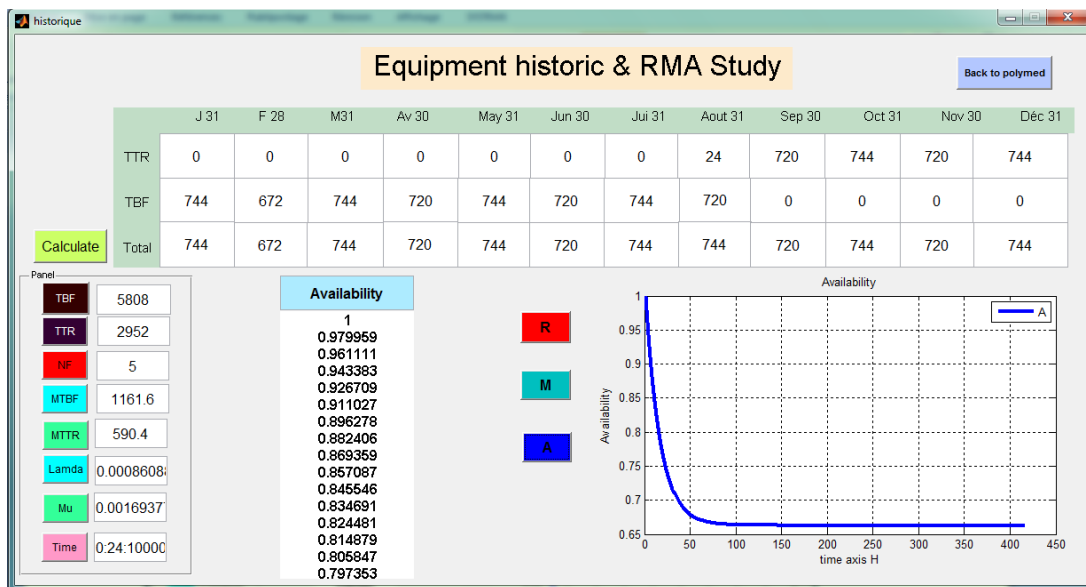 historique
Equipment historic & RMA Study
Back to polymed
J 31 F 28 M31 Av 30 May 31 Jun 30 Jui 31 Aout 31 Sep 30 Oct 31 Nov 30 Déc 31
TTR 0 0 0 0 0 0 0 24 720 744 720 744
TBF 744 672 744 720 744 720 744 720 0 0 0 0
Calculate Total 744 672 744 720 744 720 744 744 720 744 720 744
Panel
TBF 5808
TTR 2952
NF 5
MTBF 1161.6
MTTR 590.4
Lamda 0.0008608
Mu 0.0016937
Time 0:24:10000
Availability
1
0.979959
0.961111
0.943383
0.926709
0.911027
0.896278
0.882406
0.869359
0.857087
0.845546
0.834691
0.824481
0.814879
0.805847
0.797353
R
M
A
Availability
A
Availability
1
0.95
0.9
0.85
0.8
0.75
0.7
0.65
0 50 100 150 200 250 300 350 400 450
time axis H